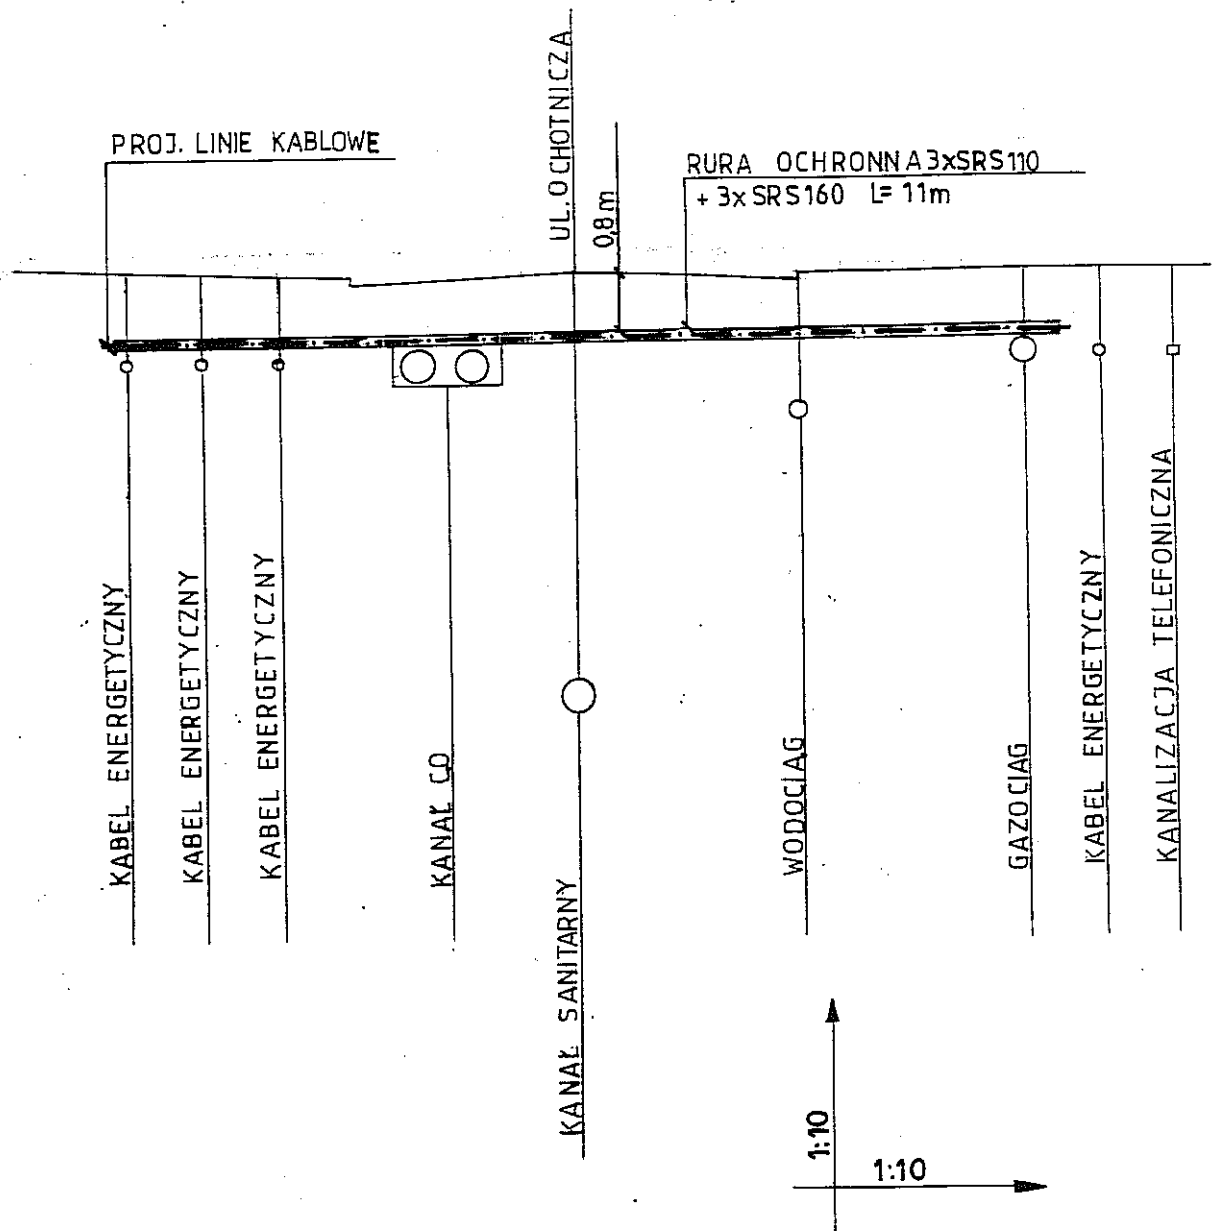 PROJ. LINIE KABLOWE
UL. OCHOTNICZA
0,8m
RURA OCHRONNA 3xSRS110
+ 3x SRS160 L= 11m
KABEL ENERGETYCZNY
KABEL ENERGETYCZNY
KABEL ENERGETYCZNY
KANAŁ CO
KANAŁ SANITARNY
WODOCIĄG
GAZOCIĄG
KABEL ENERGETYCZNY
KANALIZACJA TELEFONICZNA
1:10
1:10